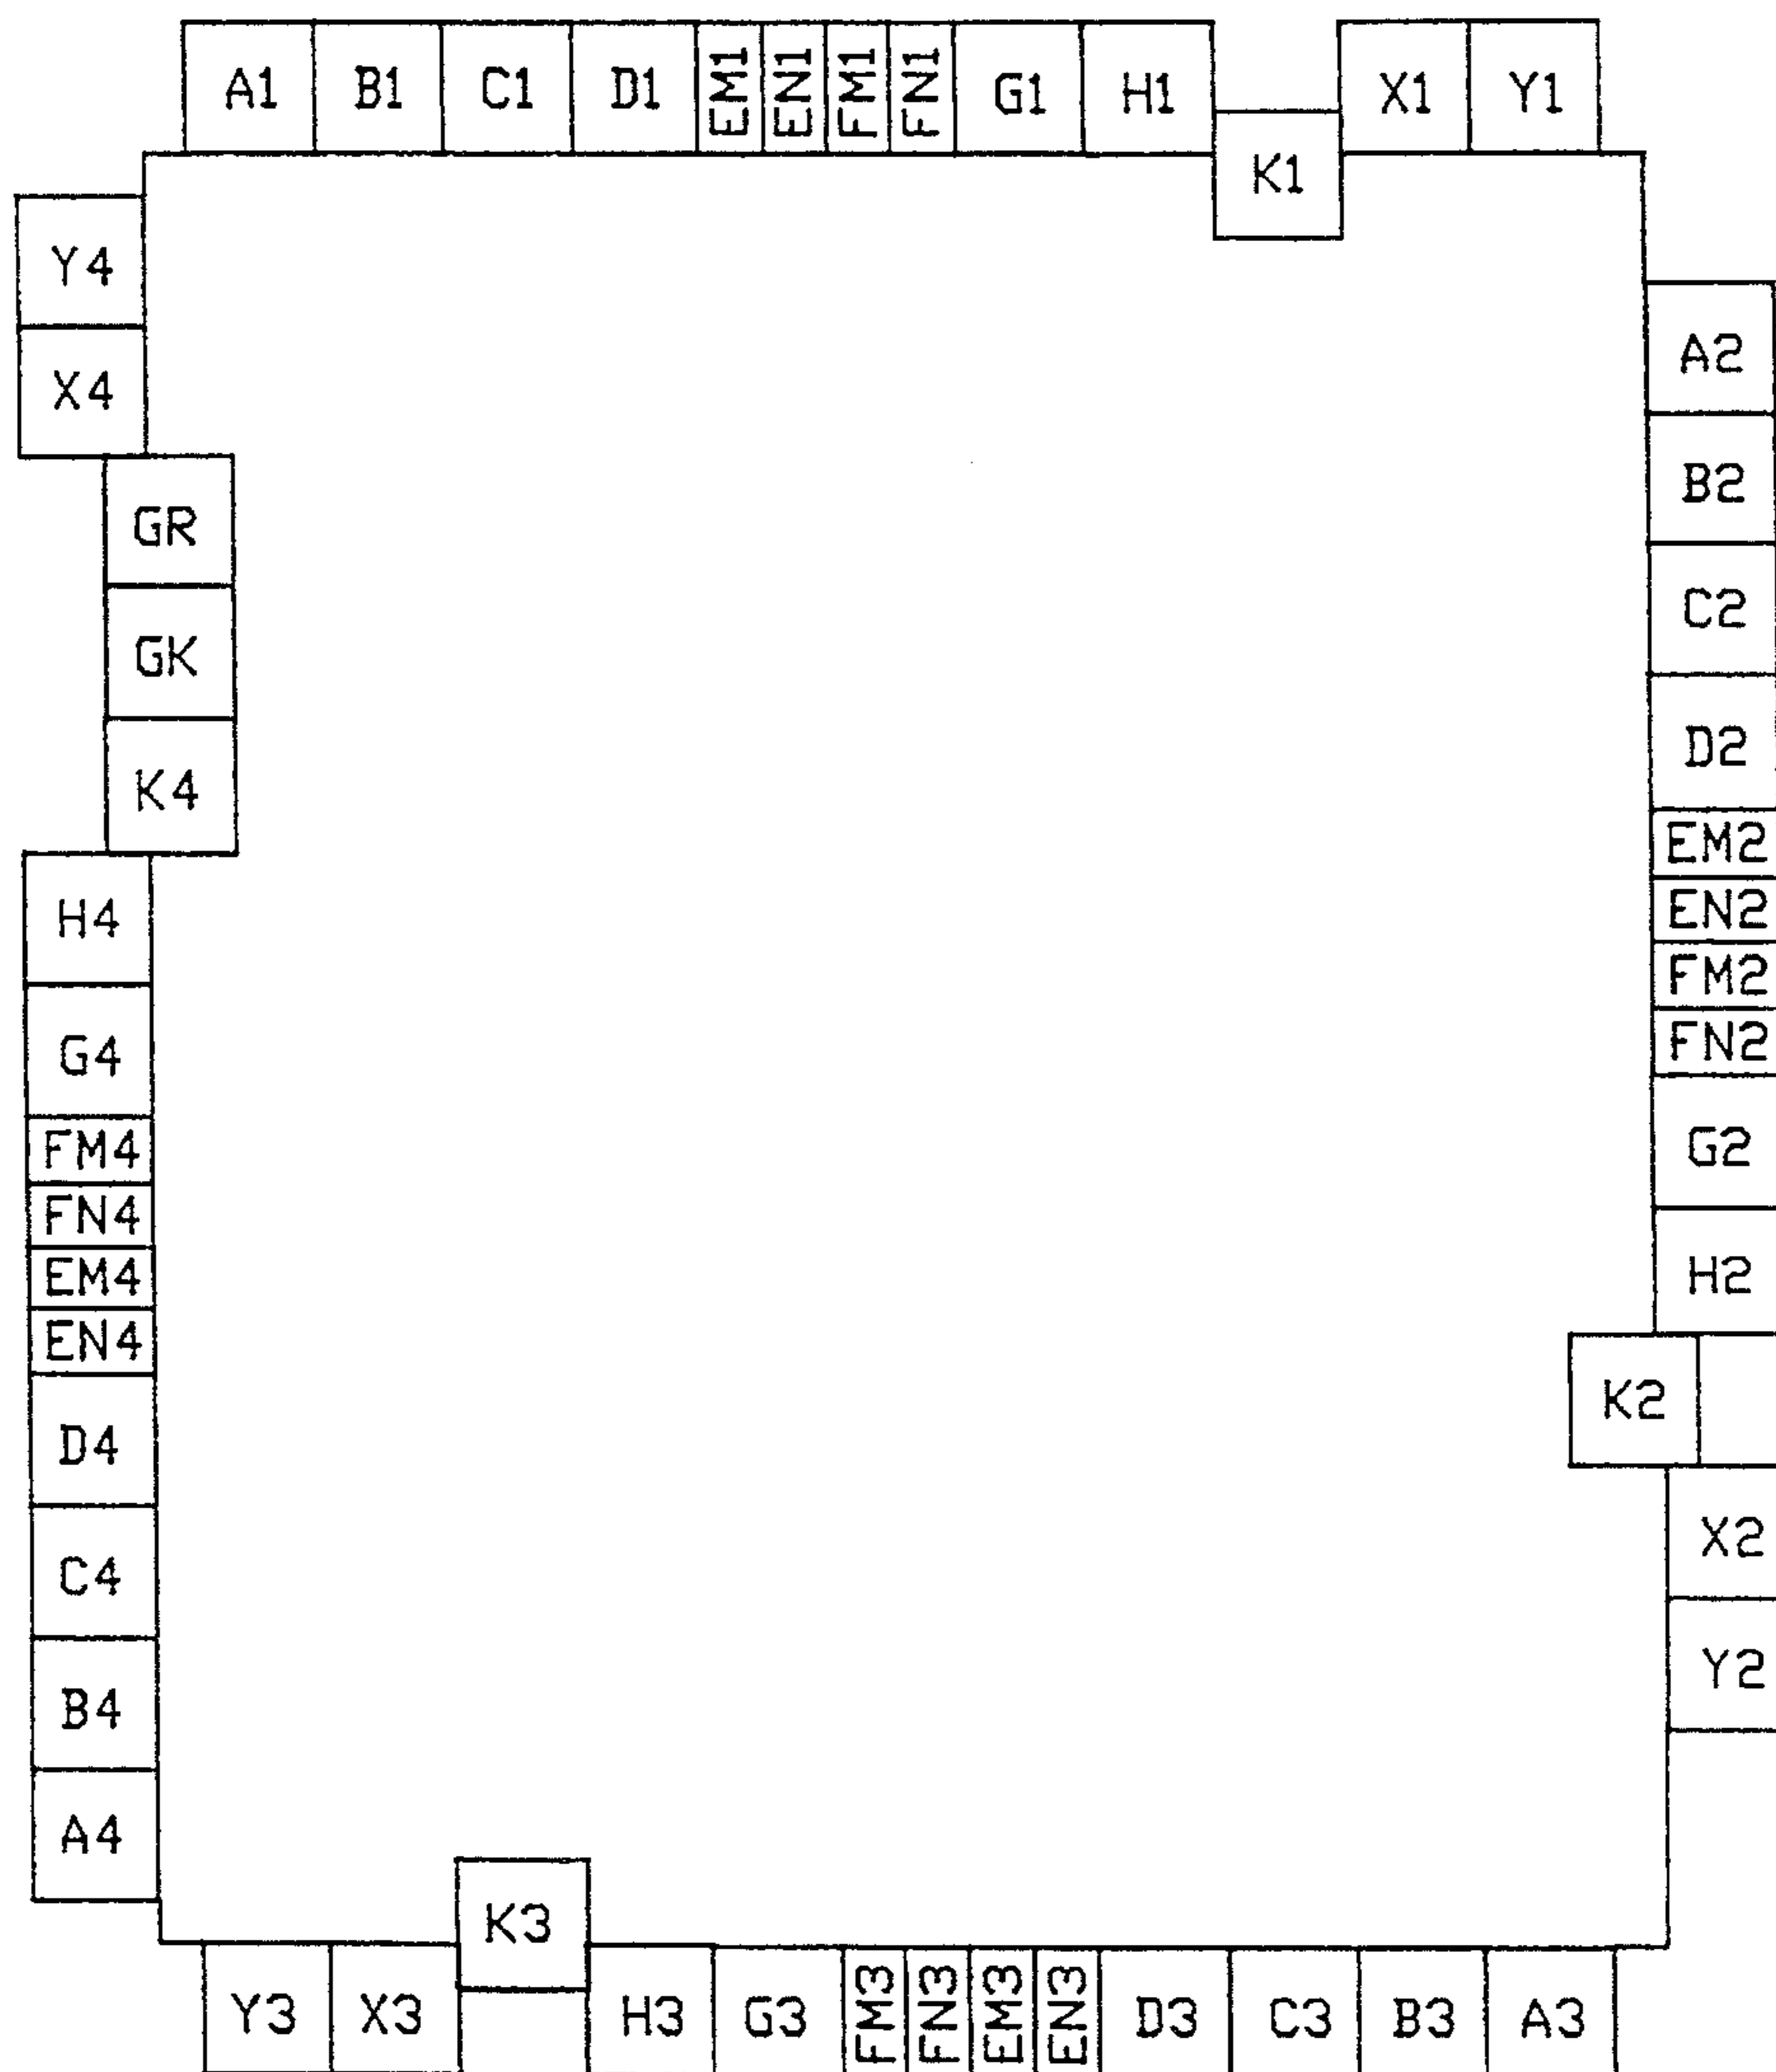 A1 B1 C1 D1 EM1 EN1 FM1 FN1 G1 H1 K1 X1 Y1
A2
B2
C2
D2
EM2
EN2
FM2
FN2
G2
H2
K2
X2
Y2
Y4
X4
GR
GK
K4
H4
G4
FM4
FN4
EM4
EN4
D4
C4
B4
A4
Y3 X3 K3 H3 G3 FM3 FN3 EM3 EN3 D3 C3 B3 A3